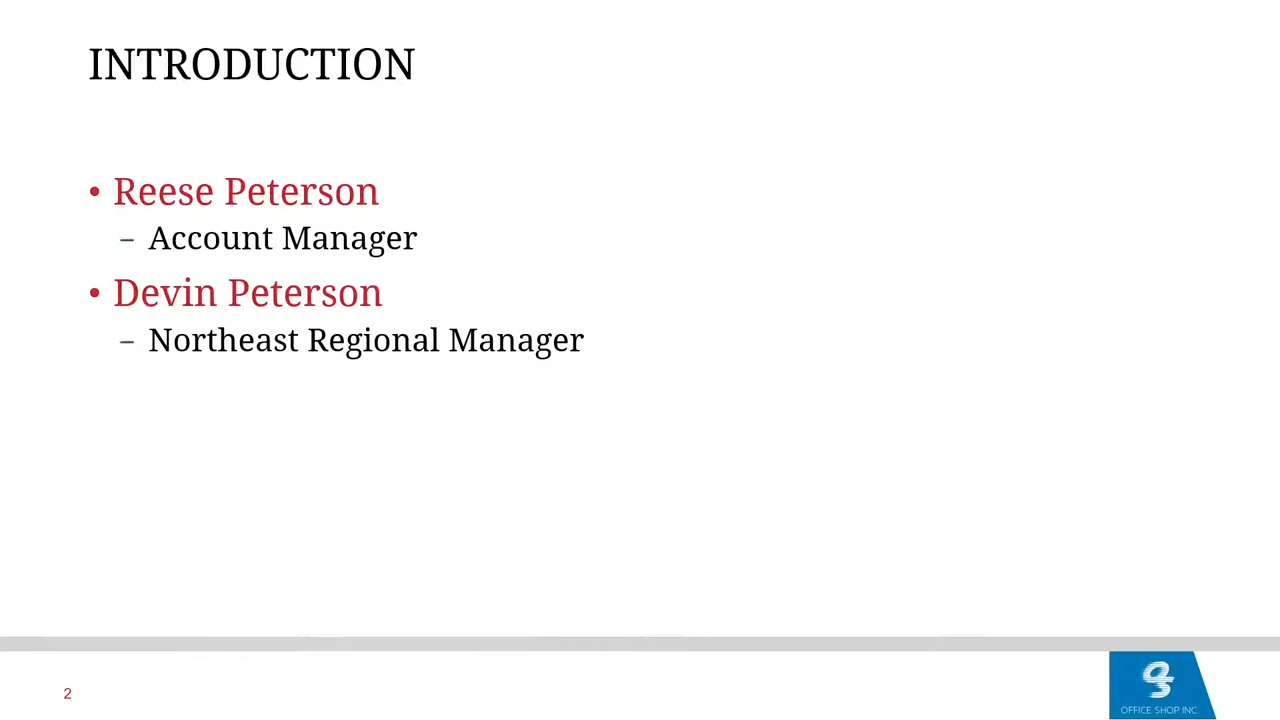 INTRODUCTION
• Reese Peterson
– Account Manager
• Devin Peterson
– Northeast Regional Manager
2
OFFICE SHOP INC.